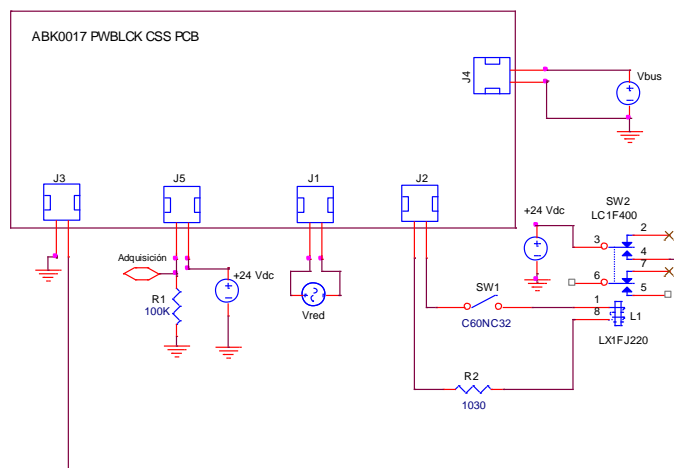 ABK0017 PWBLCK CSS PCB
J4
Vbus
J3
J5
J1
J2
SW2
LC1F400
+24 Vdc
2
3
4
7
6
5
Adquisición
+24 Vdc
R1
100K
Vred
SW1
C60NC32
1
8
L1
LX1FJ220
R2
1030